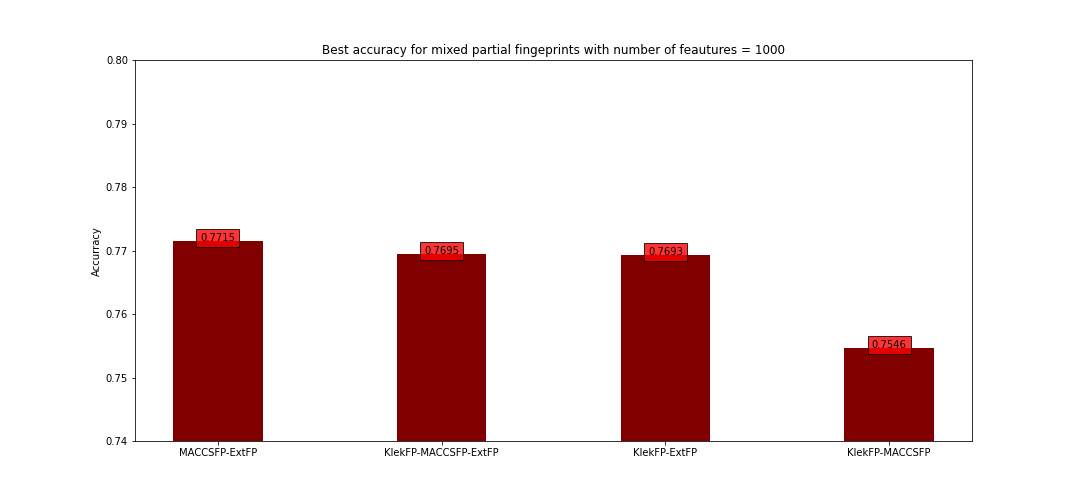 Best accuracy for mixed partial fingeprints with number of feautures = 1000
0.80
0.79
0.78
0.77
0.76
0.75
0.74
Accurracy
0.7715
0.7695
0.7693
0.7546
MACCSFP-ExtFP
KlekFP-MACCSFP-ExtFP
KlekFP-ExtFP
KlekFP-MACCSFP